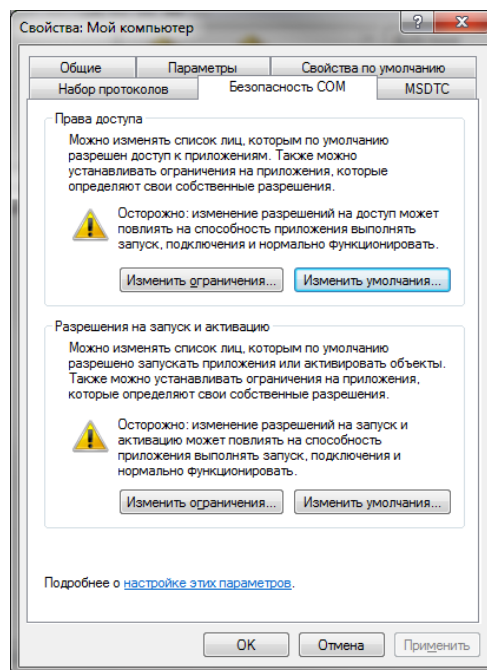 Свойства: Мой компьютер
Общие
Параметры
Свойства по умолчанию
Набор протоколов
Безопасность COM
MSDTC
Права доступа
Можно изменять список лиц, которым по умолчанию
разрешен доступ к приложениям. Также можно
устанавливать ограничения на приложения, которые
определяют свои собственные разрешения.
Осторожно: изменение разрешений на доступ может
повлиять на способность приложения выполнять
запуск, подключения и нормально функционировать.
Изменить ограничения...
Изменить умолчания...
Разрешения на запуск и активацию
Можно изменять список лиц, которым по умолчанию
разрешено запускать приложения или активировать объекты.
Также можно устанавливать ограничения на приложения,
которые определяют свои собственные разрешения.
Осторожно: изменение разрешений на запуск и
активацию может повлиять на способность
приложения выполнять запуск, подключения и
нормально функционировать.
Изменить ограничения...
Изменить умолчания...
Подробнее о настройке этих параметров.
OK
Отмена
Применить